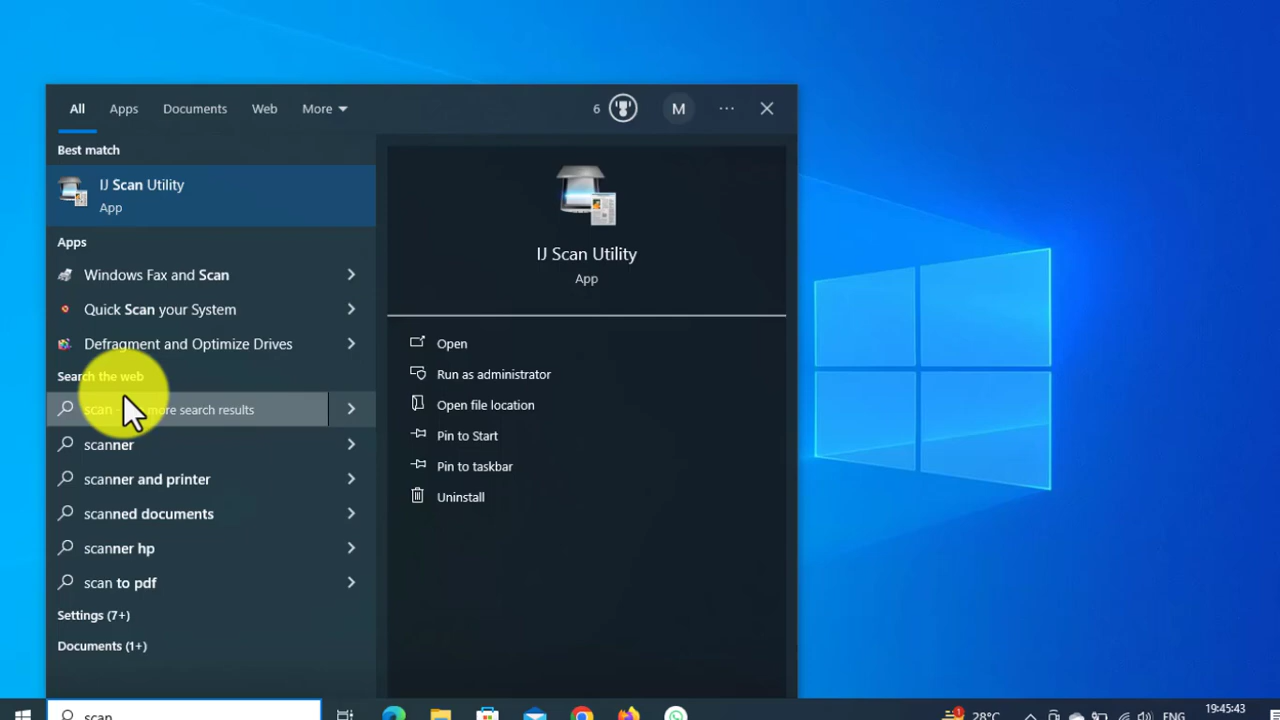 All Apps Documents Web More 6 M ...
Best match
IJ Scan Utility
App
Apps
Windows Fax and Scan
Quick Scan your System
Defragment and Optimize Drives
Search the web
scan - more search results
scanner
scanner and printer
scanned documents
scanner hp
scan to pdf
Settings (7+)
Documents (1+)
IJ Scan Utility
App
Open
Run as administrator
Open file location
Pin to Start
Pin to taskbar
Uninstall
scan
1
28°C
ENG
19:45:43